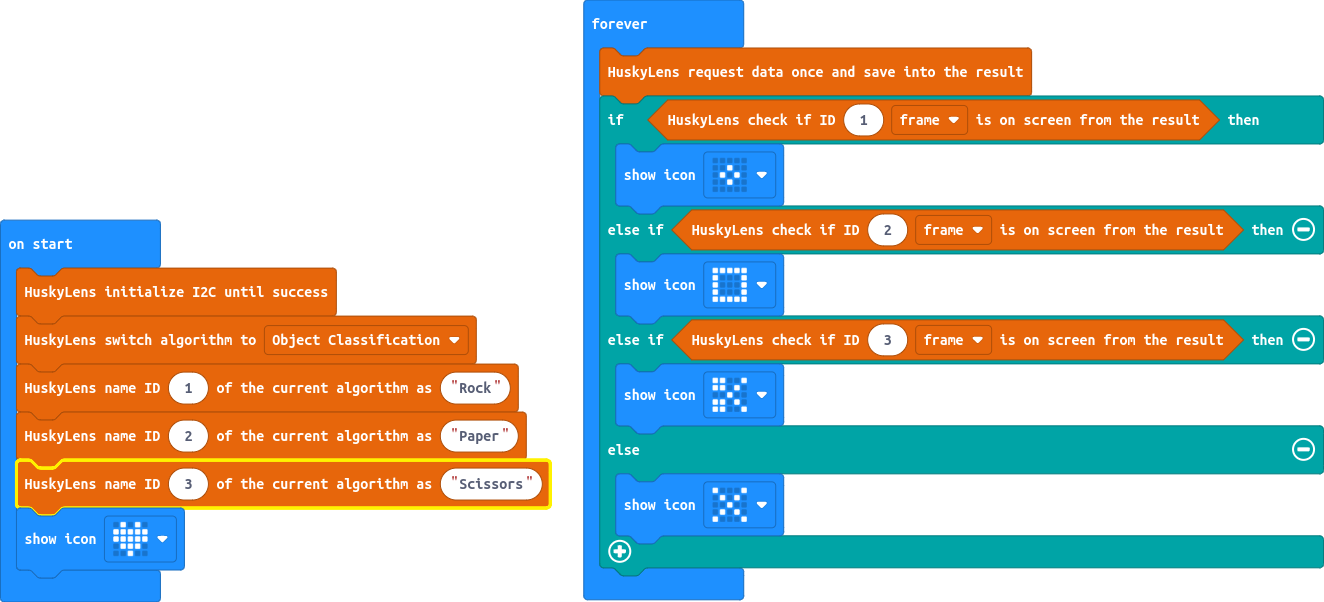 on start
HuskyLens initialize I2C until success
HuskyLens switch algorithm to Object Classification
HuskyLens name ID 1 of the current algorithm as "Rock"
HuskyLens name ID 2 of the current algorithm as "Paper"
HuskyLens name ID 3 of the current algorithm as "Scissors"
show icon
forever
HuskyLens request data once and save into the result
if HuskyLens check if ID 1 frame is on screen from the result then
show icon
else if HuskyLens check if ID 2 frame is on screen from the result then
show icon
else if HuskyLens check if ID 3 frame is on screen from the result then
show icon
else
show icon